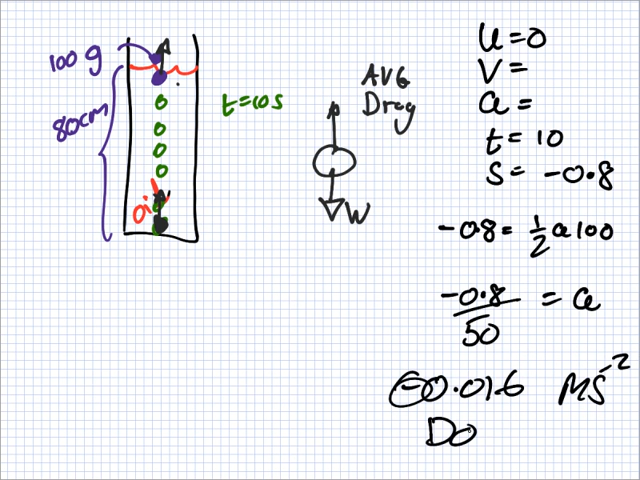 100 g
80cm
oil
t=10s
AVG
Drag
W
U=0
V=
a=
t=10
s=-0.8
-0.8=1/2 a 100
-0.8/50 = a
-0.016 MS^-2
Do